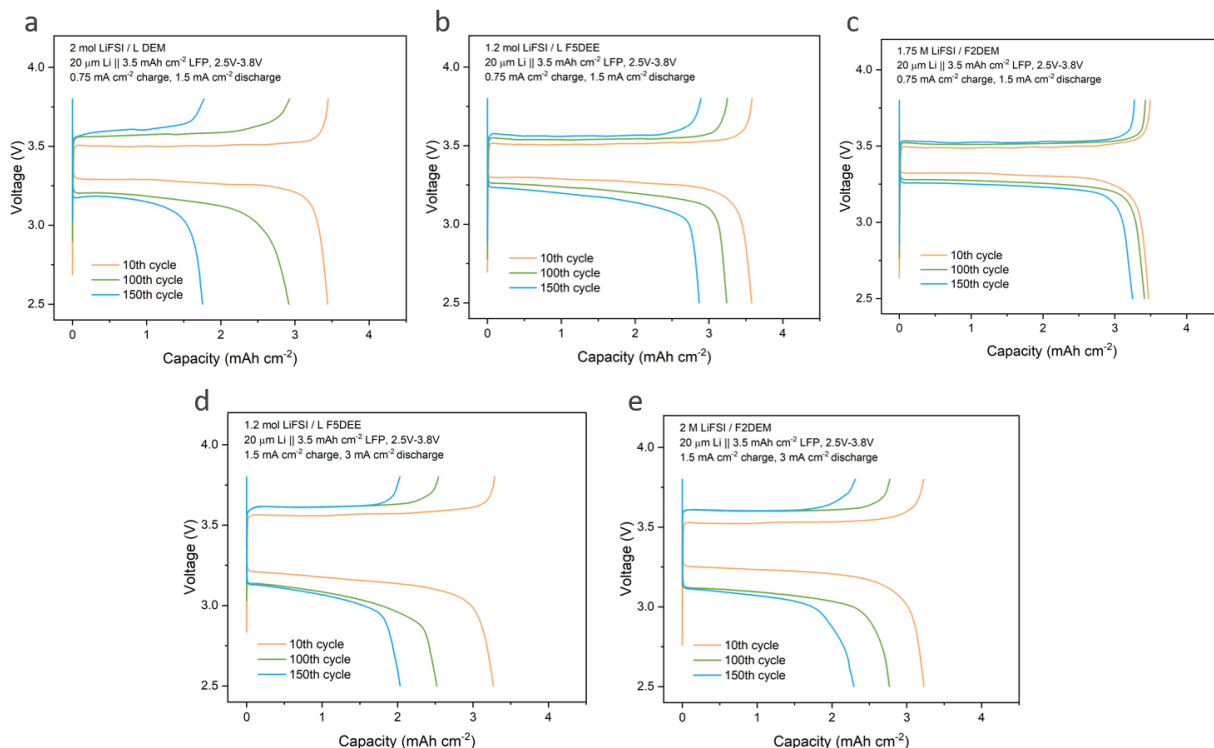 a
2 mol LiFSI / L DEM
20 μm Li || 3.5 mAh cm⁻² LFP, 2.5V-3.8V
0.75 mA cm⁻² charge, 1.5 mA cm⁻² discharge
4.0
3.5
3.0
2.5
Voltage (V)
10th cycle
100th cycle
150th cycle
0 1 2 3 4
Capacity (mAh cm⁻²)
b
1.2 mol LiFSI / L F5DEE
20 μm Li || 3.5 mAh cm⁻² LFP, 2.5V-3.8V
0.75 mA cm⁻² charge, 1.5 mA cm⁻² discharge
4.0
3.5
3.0
2.5
Voltage (V)
10th cycle
100th cycle
150th cycle
0 1 2 3 4
Capacity (mAh cm⁻²)
c
1.75 M LiFSI / F2DEM
20 μm Li || 3.5 mAh cm⁻² LFP, 2.5V-3.8V
0.75 mA cm⁻² charge, 1.5 mA cm⁻² discharge
4.0
3.5
3.0
2.5
Voltage (V)
10th cycle
100th cycle
150th cycle
0 1 2 3 4
Capacity (mAh cm⁻²)
d
1.2 mol LiFSI / L F5DEE
20 μm Li || 3.5 mAh cm⁻² LFP, 2.5V-3.8V
1.5 mA cm⁻² charge, 3 mA cm⁻² discharge
4.0
3.5
3.0
2.5
Voltage (V)
10th cycle
100th cycle
150th cycle
0 1 2 3 4
Capacity (mAh cm⁻²)
e
2 M LiFSI / F2DEM
20 μm Li || 3.5 mAh cm⁻² LFP, 2.5V-3.8V
1.5 mA cm⁻² charge, 3 mA cm⁻² discharge
4.0
3.5
3.0
2.5
Voltage (V)
10th cycle
100th cycle
150th cycle
0 1 2 3 4
Capacity (mAh cm⁻²)